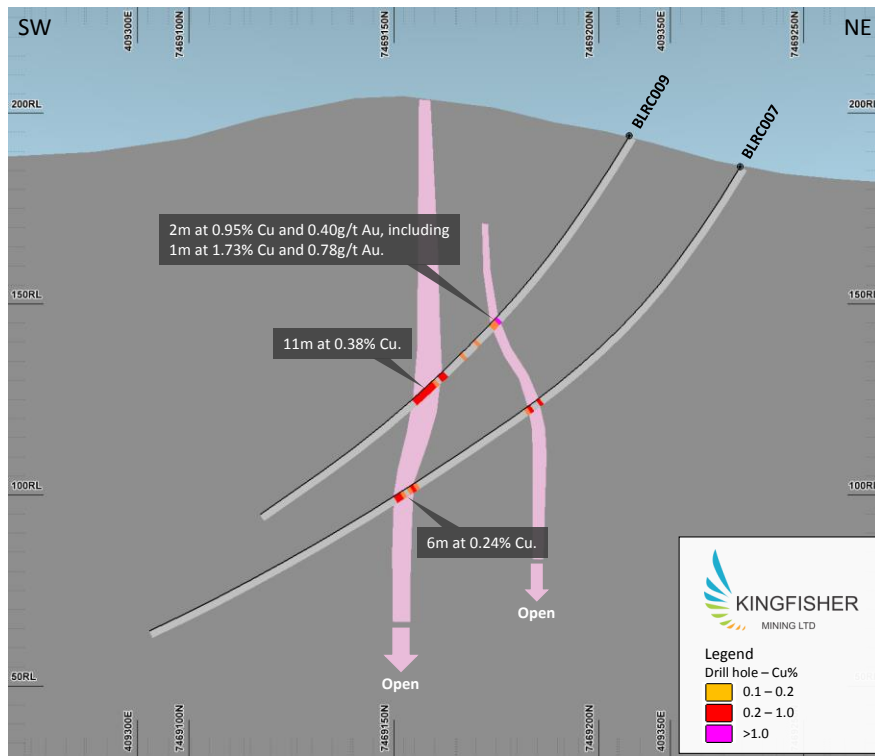 SW
409300E
7469100N
7469150N
7469200N
409350E
7469250N
NE
200RL
200RL
BLRC009
BLRC007
2m at 0.95% Cu and 0.40g/t Au, including
1m at 1.73% Cu and 0.78g/t Au.
150RL
150RL
11m at 0.38% Cu.
100RL
100RL
6m at 0.24% Cu.
Open
Open
50RL
KINGFISHER
MINING LTD
Legend
Drill hole – Cu%
0.1 – 0.2
0.2 - 1.0
>1.0
409300E
7469100N
7469150N
7469200N
409350E
7469250N